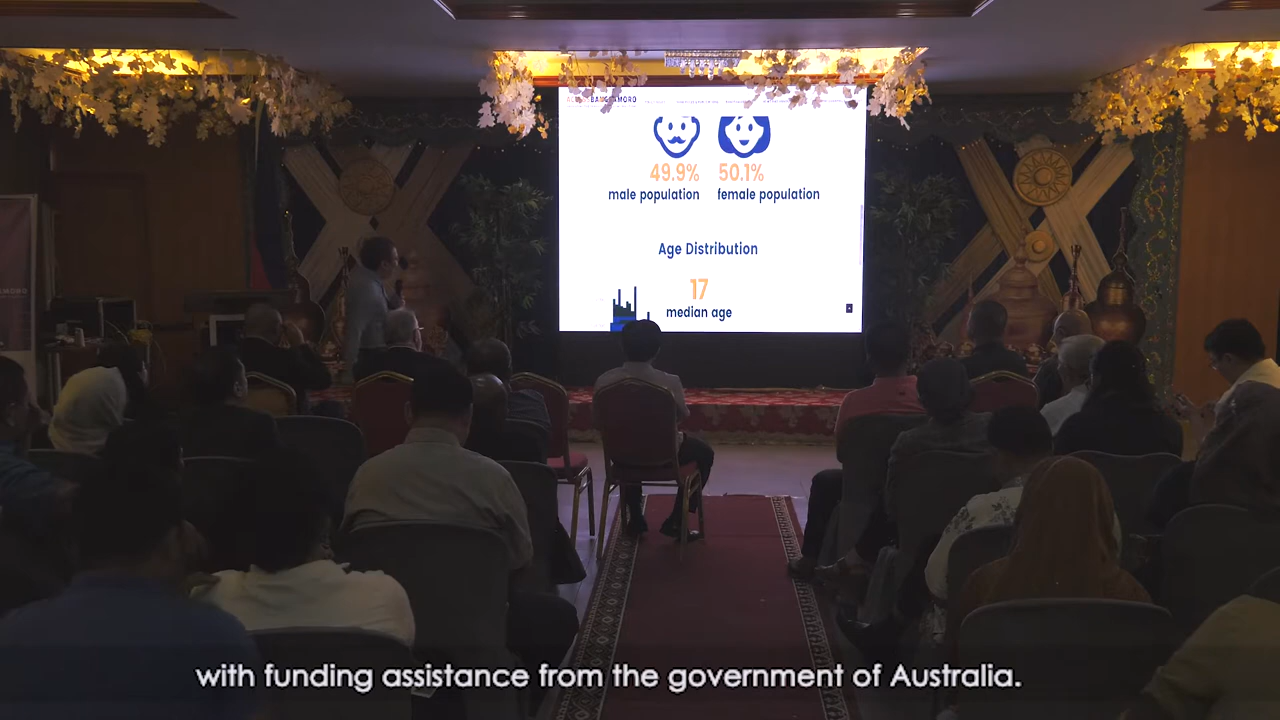 BANGSAMORO
49.9%
50.1%
male population
female population
Age Distribution
17
median age
with funding assistance from the government of Australia.